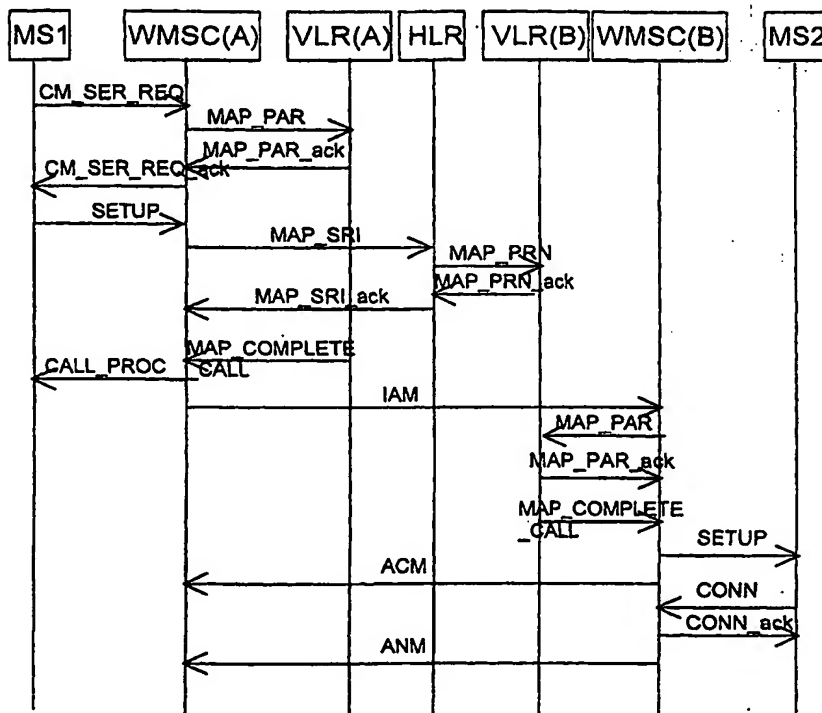 MS1 WMSC(A) VLR(A) HLR VLR(B) WMSC(B) MS2
CM_SER_REQ
MAP_PAR
MAP_PAR_ack
CM_SER_REQ_ack
SETUP
MAP_SRI
MAP_PRN
MAP_PRN_ack
MAP_SRI_ack
MAP_COMPLETE
_CALL
CALL_PROC
IAM
MAP_PAR
MAP_PAR_ack
MAP_COMPLETE
_CALL
SETUP
ACM
CONN
CONN_ack
ANM